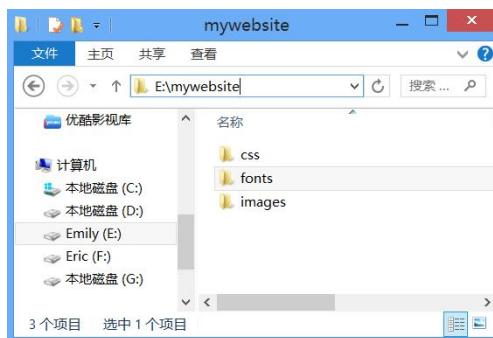 mywebsite
文件 主页 共享 查看
E:\mywebsite 搜索 ...
优酷影视库
计算机
本地磁盘 (C:)
本地磁盘 (D:)
Emily (E:)
Eric (F:)
本地磁盘 (G:)
名称
css
fonts
images
3 个项目 选中 1 个项目